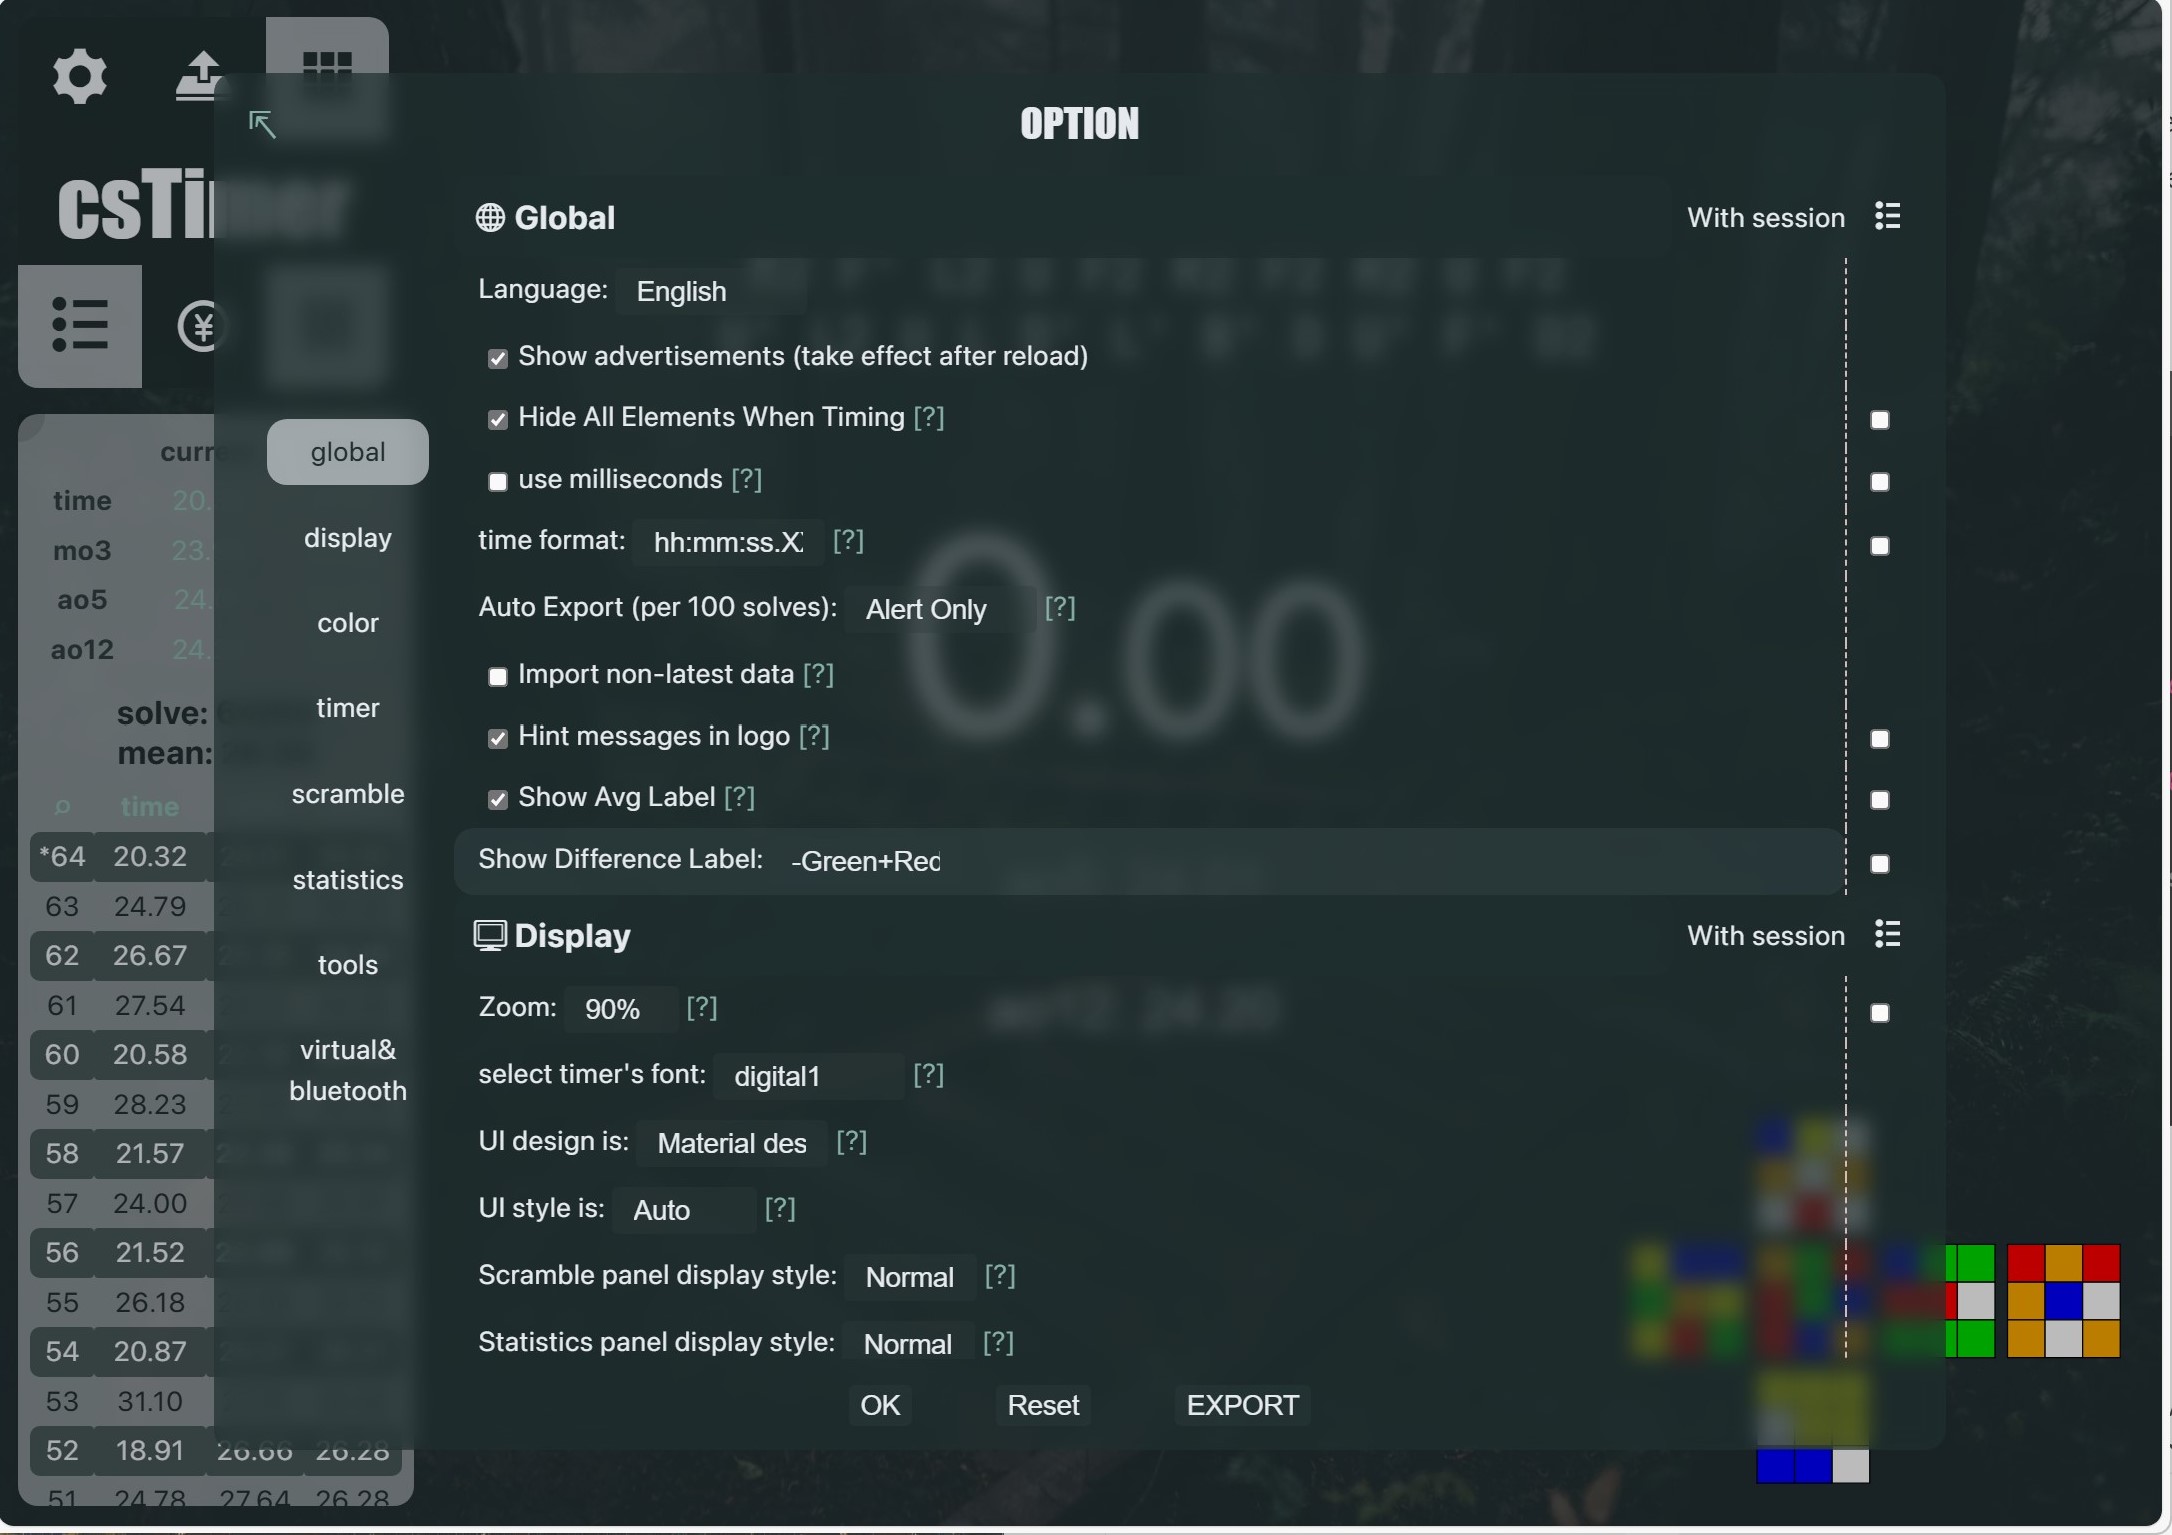 OPTION
csTimer
Global
With session
Language: English
Show advertisements (take effect after reload)
Hide All Elements When Timing [?]
use milliseconds [?]
time format: hh:mm:ss.X [?]
Auto Export (per 100 solves): Alert Only [?]
Import non-latest data [?]
Hint messages in logo [?]
Show Avg Label [?]
Show Difference Label: -Green+Red
Display
With session
Zoom: 90% [?]
select timer's font: digital1 [?]
UI design is: Material des [?]
UI style is: Auto [?]
Scramble panel display style: Normal [?]
Statistics panel display style: Normal [?]
OK Reset EXPORT
global
display
color
timer
scramble
statistics
tools
virtual&
bluetooth
0.00
ao12: 24.20
curre
time 20.
mo3 23.
ao5 24.
ao12 24.
solve:
mean:
time
*64 20.32
63 24.79
62 26.67
61 27.54
60 20.58
59 28.23
58 21.57
57 24.00
56 21.52
55 26.18
54 20.87
53 31.10
52 18.91 26.66 26.28
51 24.78 27.64 26.28